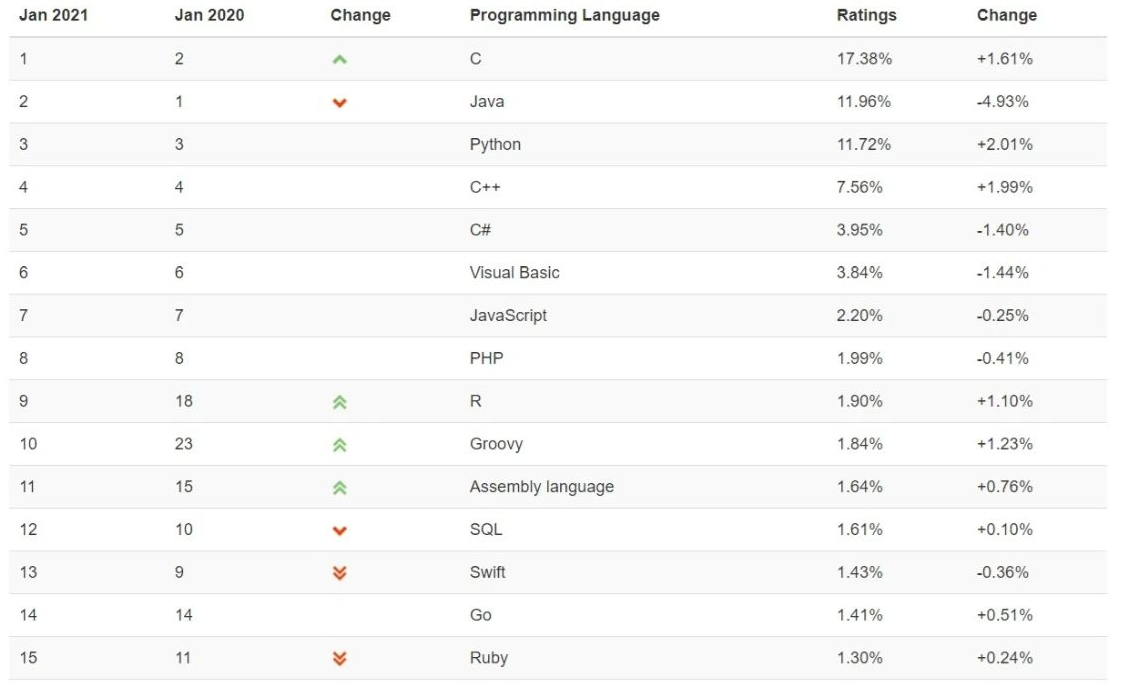 Jan 2021 Jan 2020 Change Programming Language Ratings Change
1 2 C 17.38% +1.61%
2 1 Java 11.96% -4.93%
3 3 Python 11.72% +2.01%
4 4 C++ 7.56% +1.99%
5 5 C# 3.95% -1.40%
6 6 Visual Basic 3.84% -1.44%
7 7 JavaScript 2.20% -0.25%
8 8 PHP 1.99% -0.41%
9 18 R 1.90% +1.10%
10 23 Groovy 1.84% +1.23%
11 15 Assembly language 1.64% +0.76%
12 10 SQL 1.61% +0.10%
13 9 Swift 1.43% -0.36%
14 14 Go 1.41% +0.51%
15 11 Ruby 1.30% +0.24%